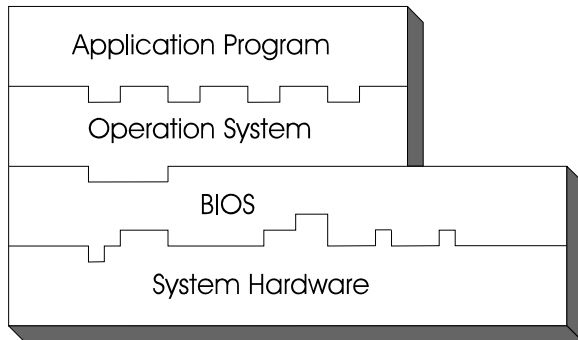 Application Program
Operation System
BIOS
System Hardware